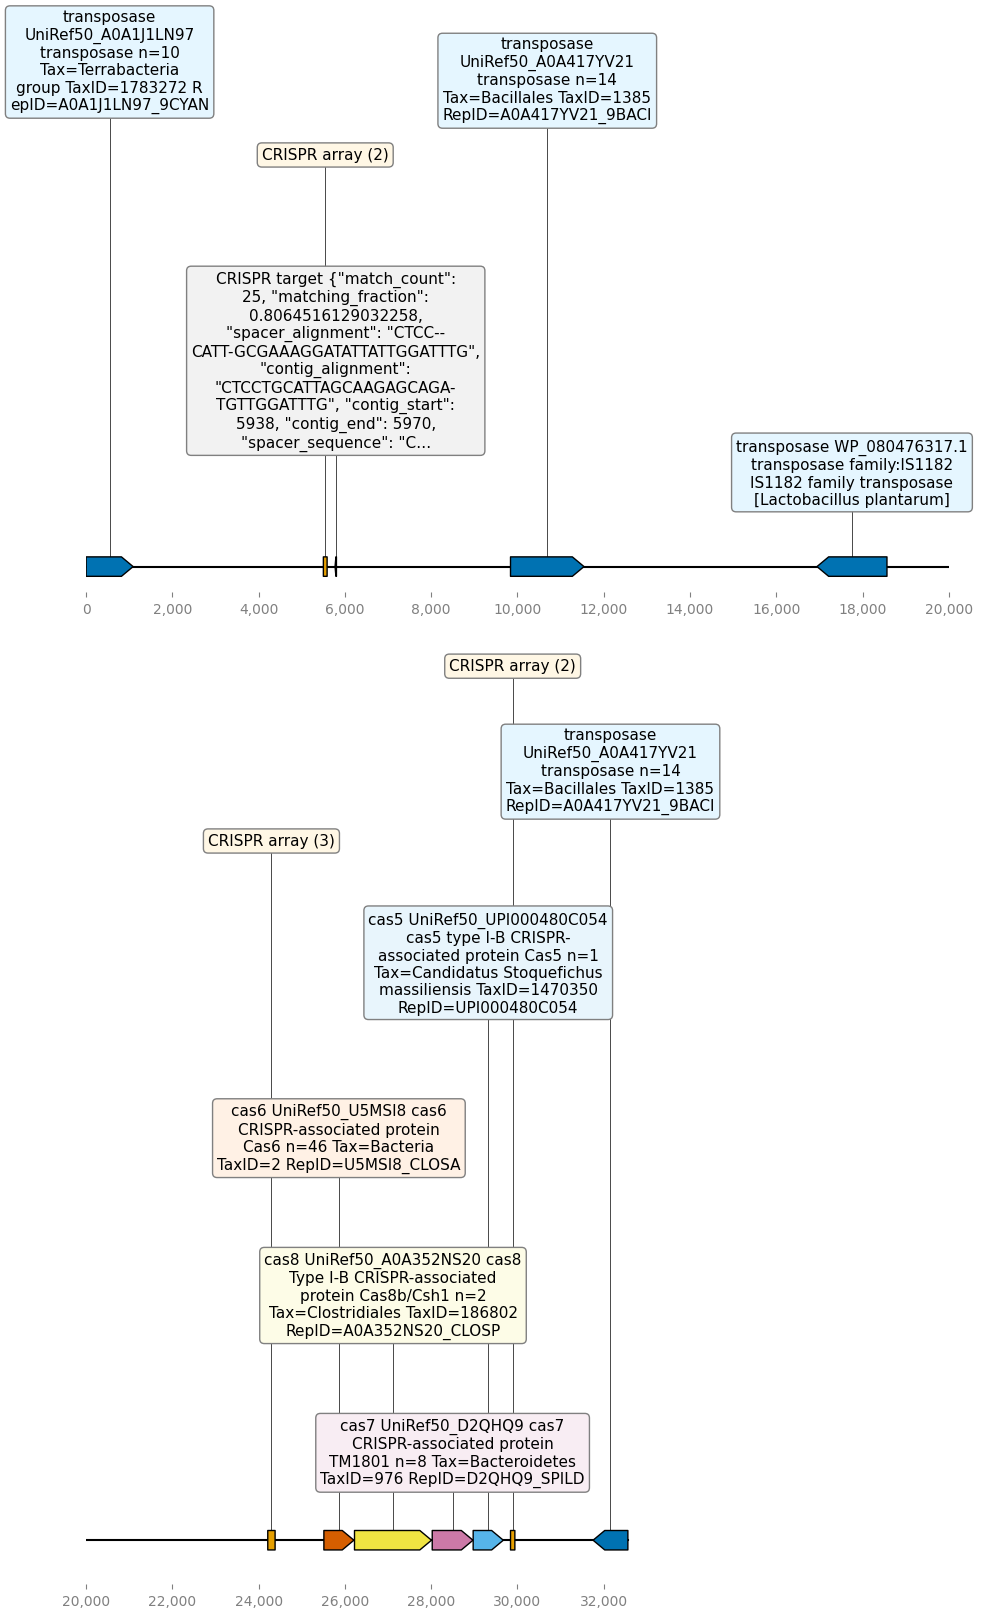 transposase
UniRef50_A0A1J1LN97
transposase n=10
Tax=Terrabacteria
group TaxID=1783272 R
epID=A0A1J1LN97_9CYAN
transposase
UniRef50_A0A417YV21
transposase n=14
Tax=Bacillales TaxID=1385
RepID=A0A417YV21_9BACI
CRISPR array (2)
CRISPR target {"match_count":
25, "matching_fraction":
0.8064516129032258,
"spacer_alignment": "CTCC--
CATT-GCGAAAGGATATTATTGGATTTG",
"contig_alignment":
"CTCCTGCATTAGCAAGAGCAGA-
TGTTGGATTTG", "contig_start":
5938, "contig_end": 5970,
"spacer_sequence": "C...
transposase WP_080476317.1
transposase family:IS1182
IS1182 family transposase
[Lactobacillus plantarum]
0 2,000 4,000 6,000 8,000 10,000 12,000 14,000 16,000 18,000 20,000
CRISPR array (2)
transposase
UniRef50_A0A417YV21
transposase n=14
Tax=Bacillales TaxID=1385
RepID=A0A417YV21_9BACI
CRISPR array (3)
cas5 UniRef50_UPI000480C054
cas5 type I-B CRISPR-
associated protein Cas5 n=1
Tax=Candidatus Stoquefichus
massiliensis TaxID=1470350
RepID=UPI000480C054
cas6 UniRef50_U5MSI8 cas6
CRISPR-associated protein
Cas6 n=46 Tax=Bacteria
TaxID=2 RepID=U5MSI8_CLOSA
cas8 UniRef50_A0A352NS20 cas8
Type I-B CRISPR-associated
protein Cas8b/Csh1 n=2
Tax=Clostridiales TaxID=186802
RepID=A0A352NS20_CLOSP
cas7 UniRef50_D2QHQ9 cas7
CRISPR-associated protein
TM1801 n=8 Tax=Bacteroidetes
TaxID=976 RepID=D2QHQ9_SPILD
20,000 22,000 24,000 26,000 28,000 30,000 32,000